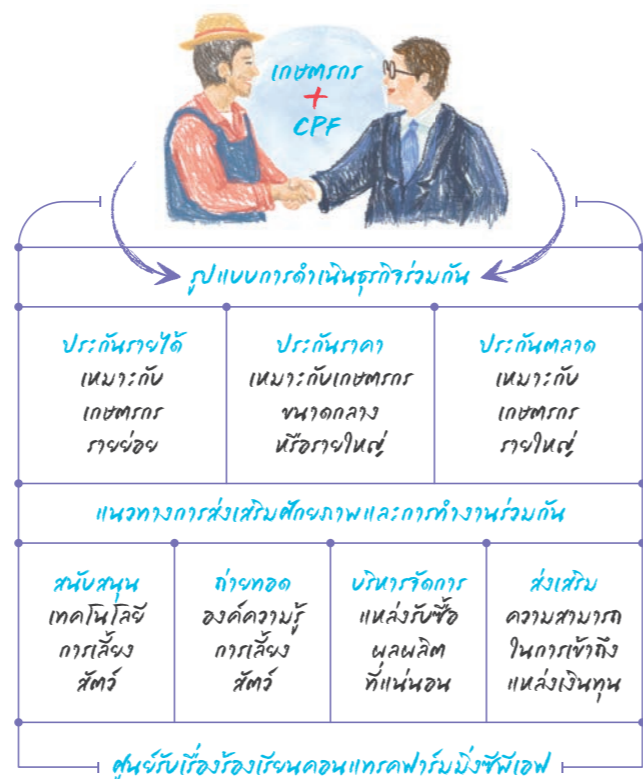 เกษตรกร
+
CPF
รูปแบบการดำเนินธุรกิจร่วมกัน
ประกันรายได้
เหมาะกับ
เกษตรกร
รายย่อย
ประกันราคา
เหมาะกับเกษตรกร
ขนาดกลาง
หรือรายใหญ่
ประกันตลาด
เหมาะกับ
เกษตรกร
รายใหญ่
แนวทางการส่งเสริมศักยภาพและการทำงานร่วมกัน
สนับสนุน
เทคโนโลยี
การเลี้ยง
สัตว์
ถ่ายทอด
องค์ความรู้
การเลี้ยง
สัตว์
บริหารจัดการ
แหล่งรับซื้อ
ผลผลิต
ที่แน่นอน
ส่งเสริม
ความสามารถ
ในการเข้าถึง
แหล่งเงินทุน
ศูนย์รับเรื่องร้องเรียนคอนแทรคฟาร์มมิ่งซีพีเอฟ